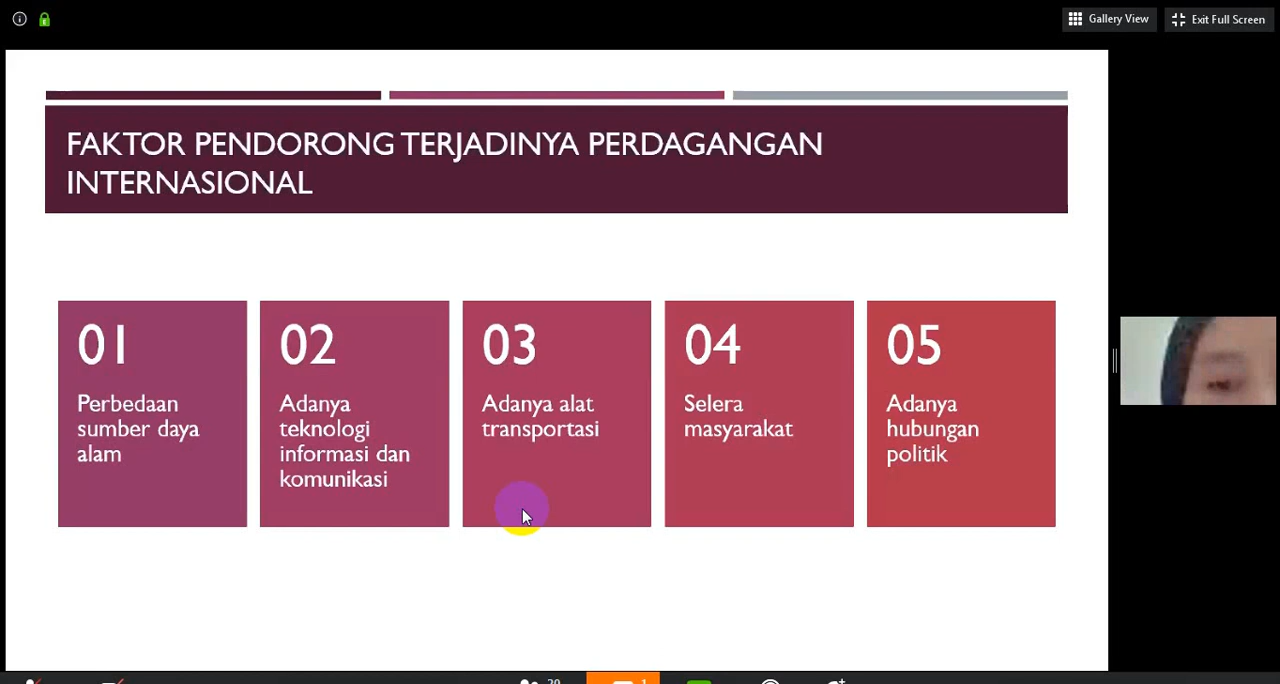 Gallery View
Exit Full Screen
FAKTOR PENDORONG TERJADINYA PERDAGANGAN
INTERNASIONAL
01
Perbedaan
sumber daya
alam
02
Adanya
teknologi
informasi dan
komunikasi
03
Adanya alat
transportasi
04
Selera
masyarakat
05
Adanya
hubungan
politik